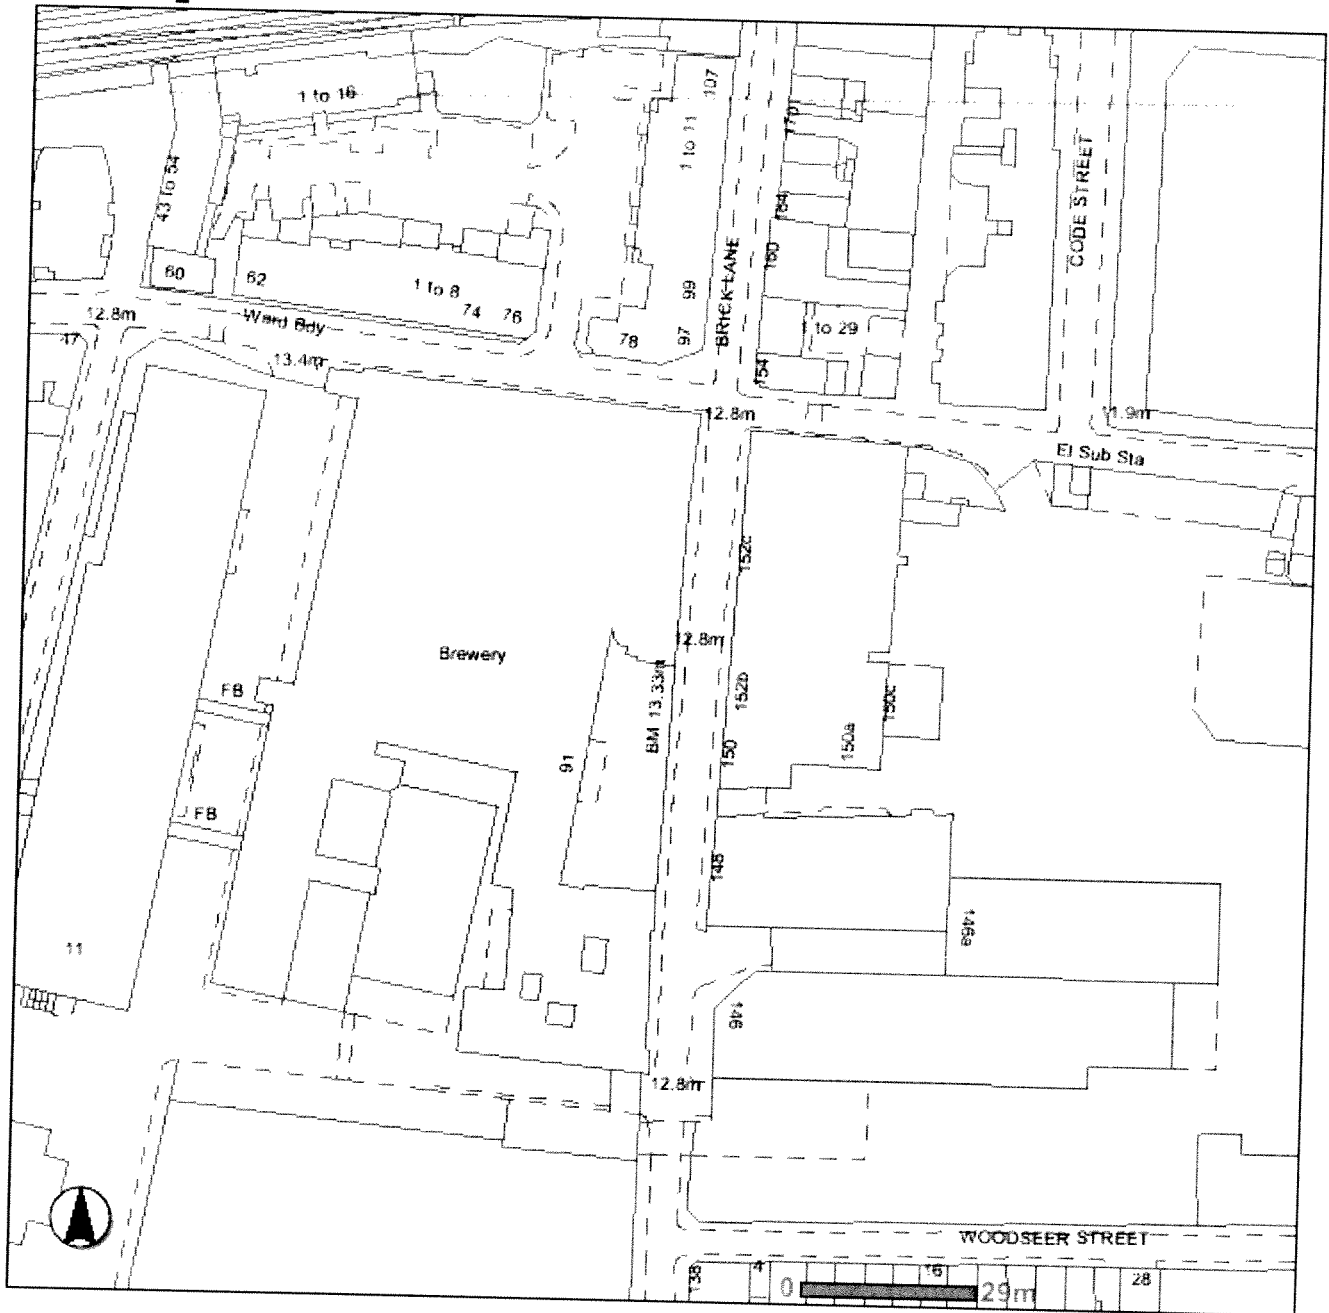 1 to 16
107
1 to 11
43 to 54
CODE STREET
164
160
BRICK LANE
60
62
1 to 8
74
76
99
97
78
1 to 29
12.8m
Ward Bdy
47
13.4m
154
12.8m
11.9m
El Sub Sta
152c
12.8m
Brewery
FB
BM 13.33m
152b
150c
91
150
150a
FB
148
146a
11
146
12.8m
WOODSEER STREET
138
4
16
28
0
29m